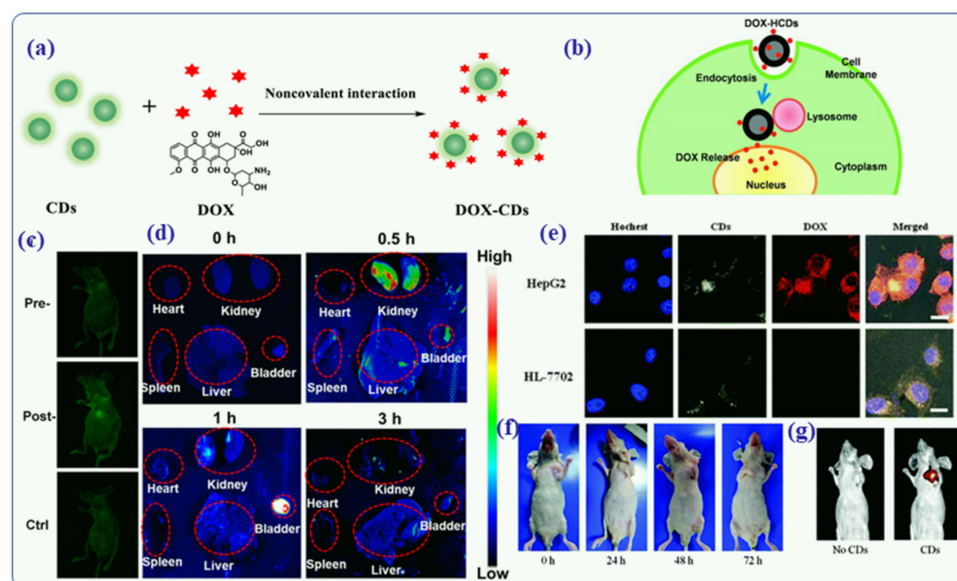 (a)
CDs
+
DOX
Noncovalent interaction
DOX-CDs
O
OH
O
OH
OH
OH
O
O
OH
O
O
NH2
OH
(b)
DOX-HCDs
Cell
Membrane
Endocytosis
Lysosome
DOX Release
Cytoplasm
Nucleus
(c)
Pre-
Post-
Ctrl
(d)
0 h
Heart
Kidney
Spleen
Liver
Bladder
0.5 h
Heart
Kidney
Spleen
Liver
Bladder
1 h
Heart
Kidney
Spleen
Liver
Bladder
3 h
Heart
Kidney
Spleen
Liver
Bladder
High
Low
(e)
Hochest
CDs
DOX
Merged
HepG2
HL-7702
(f)
0 h
24 h
48 h
72 h
(g)
No CDs
CDs